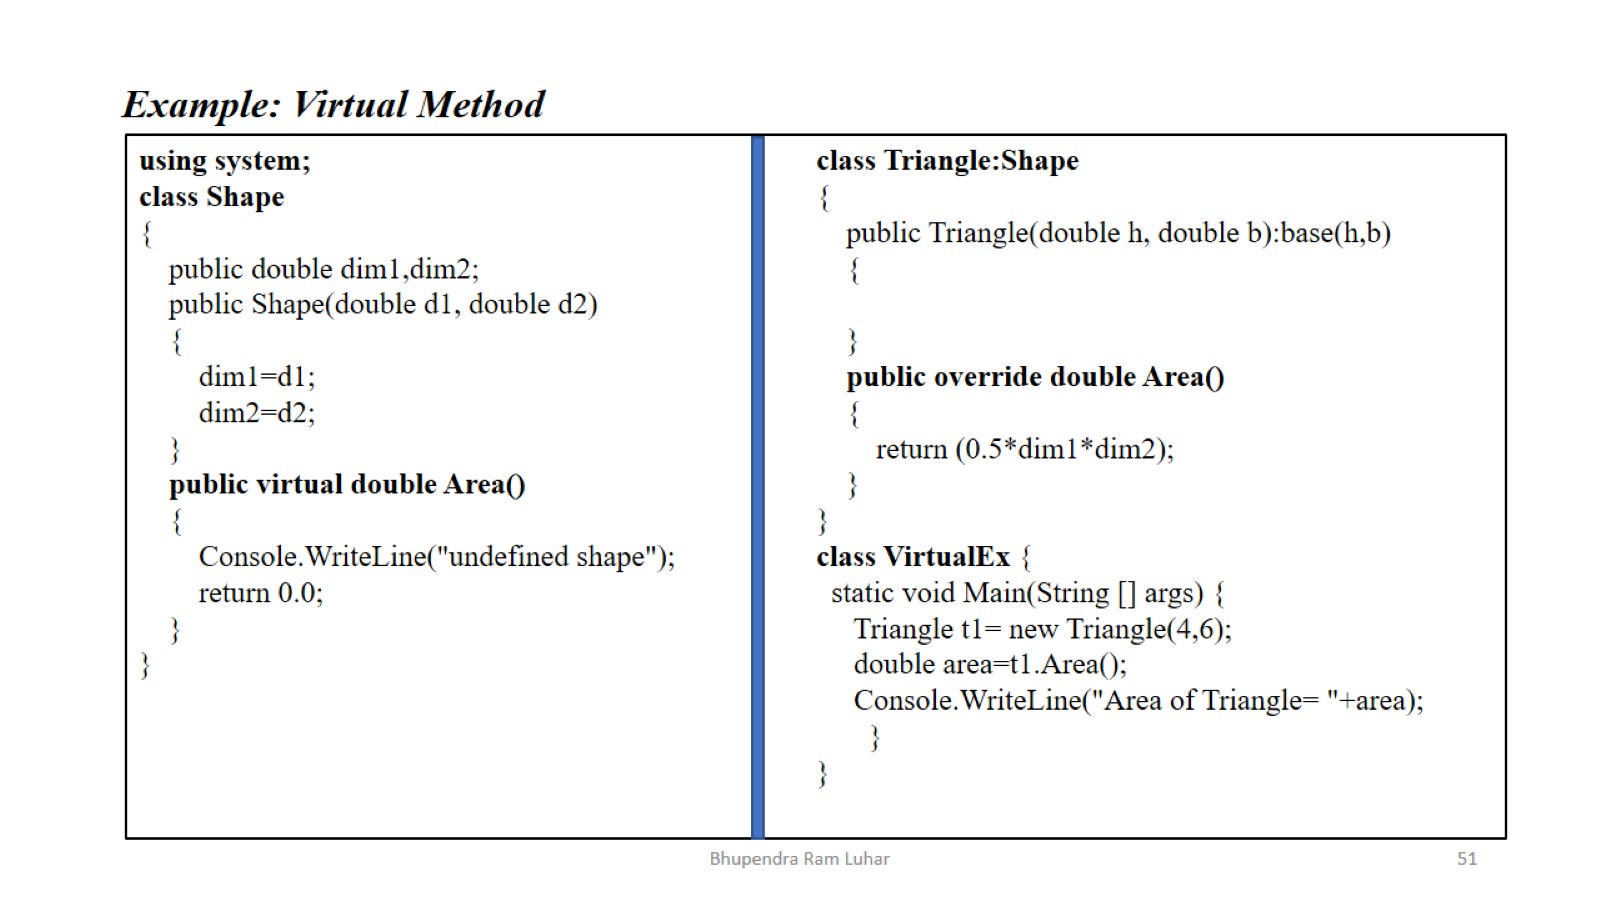 Example: Virtual Method
using system;
class Shape
{
public double dim1,dim2;
public Shape(double d1, double d2)
{
dim1=d1;
dim2=d2;
}
public virtual double Area()
{
Console.WriteLine("undefined shape");
return 0.0;
}
}
class Triangle:Shape
{
public Triangle(double h, double b):base(h,b)
{
}
public override double Area()
{
return (0.5*dim1*dim2);
}
}
class VirtualEx {
static void Main(String [] args) {
Triangle t1= new Triangle(4,6);
double area=t1.Area();
Console.WriteLine("Area of Triangle= "+area);
}
}
Bhupendra Ram Luhar
51